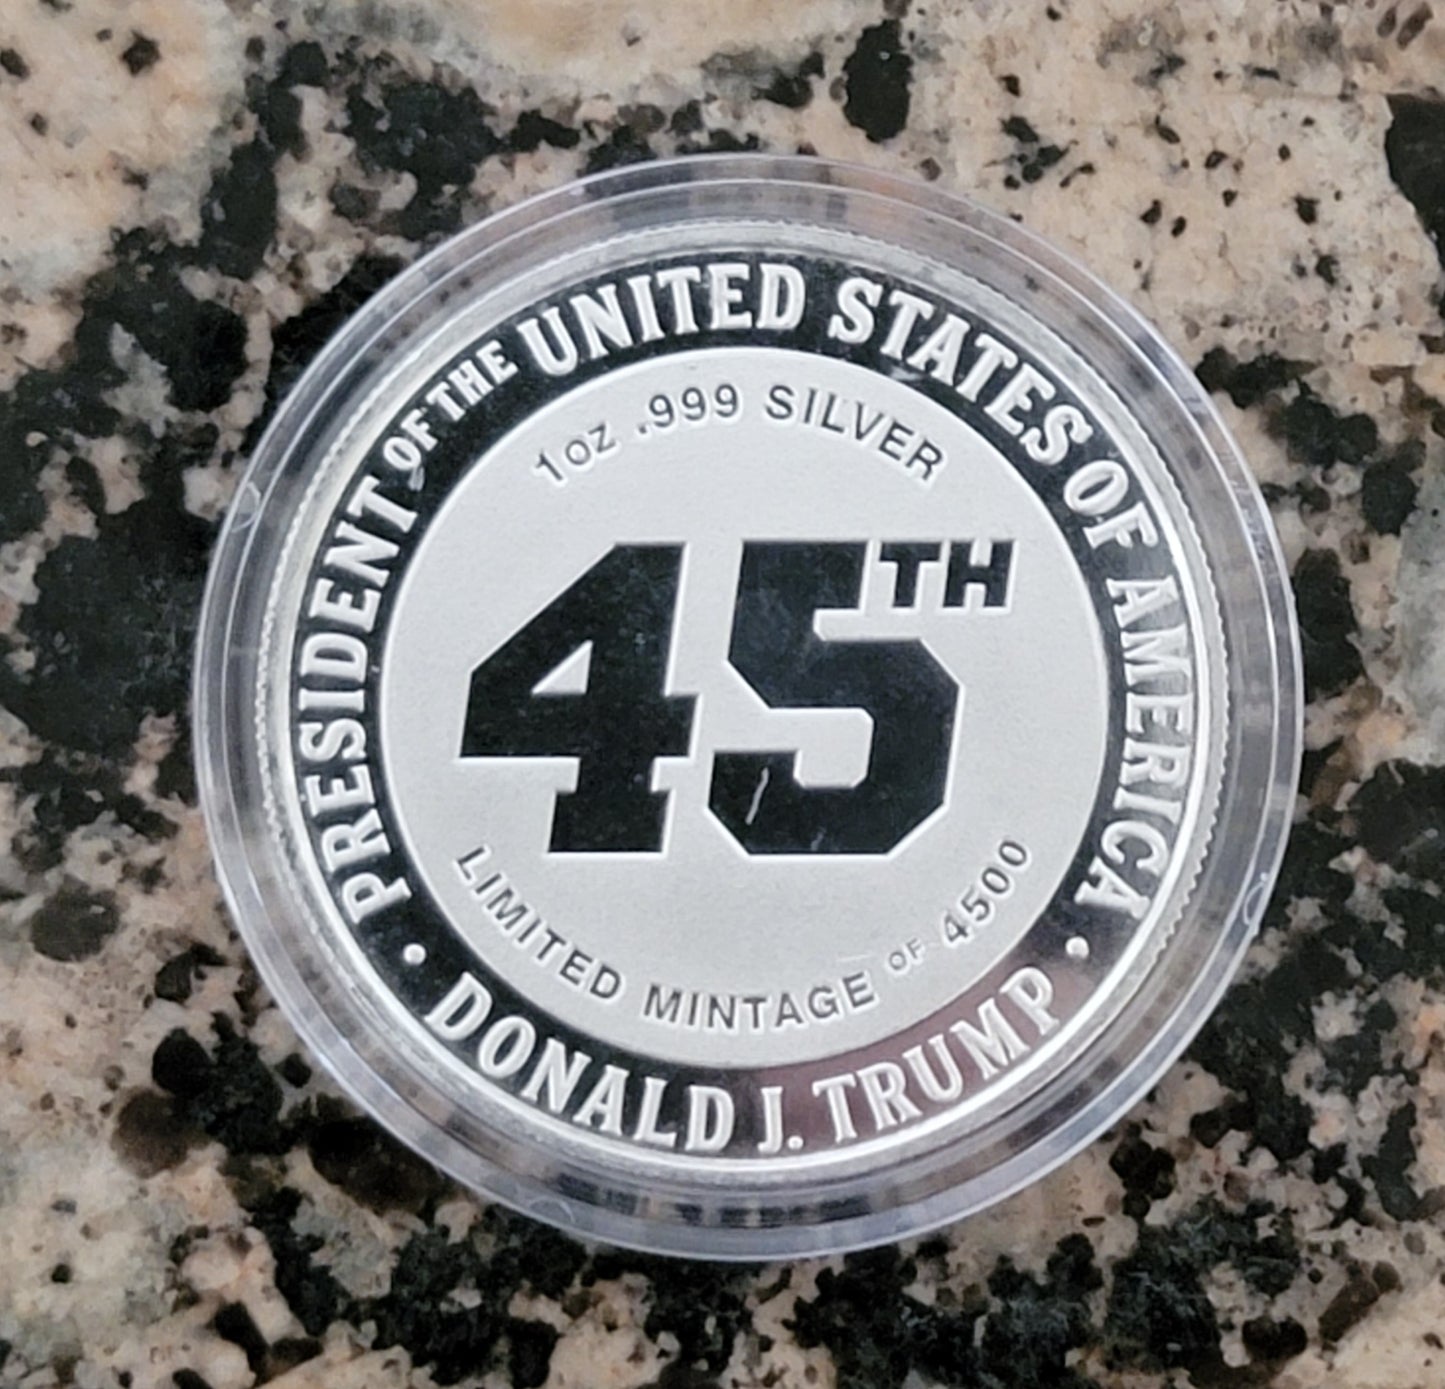 PRESIDENT OF THE UNITED STATES OF AMERICA
1oz .999 SILVER
45TH
LIMITED MINTAGE OF 4500
• DONALD J. TRUMP •